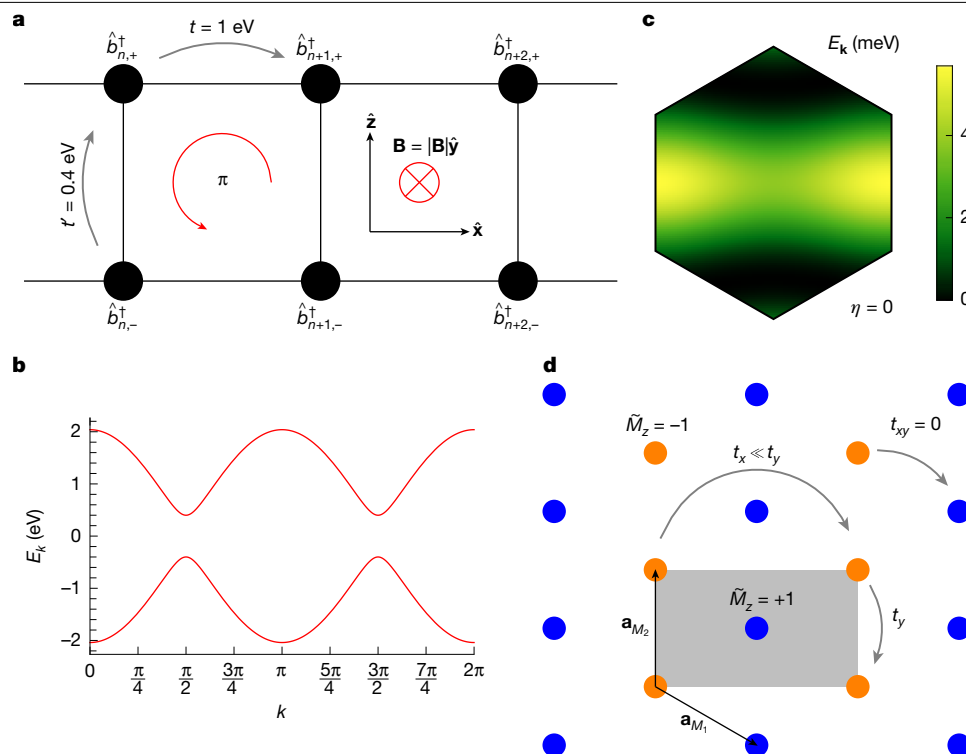 a
b̂†n,+
t = 1 eV
b̂†n+1,+
b̂†n+2,+
t′ = 0.4 eV
π
ẑ
B = |B|ŷ
x̂
b̂†n,−
b̂†n+1,−
b̂†n+2,−
b
2
1
0
−1
−2
Ek (eV)
0
π/4
π/2
3π/4
π
5π/4
3π/2
7π/4
2π
k
c
Ek (meV)
4
2
0
η = 0
d
M̃z = −1
tx ≪ ty
txy = 0
M̃z = +1
aM2
ty
aM1